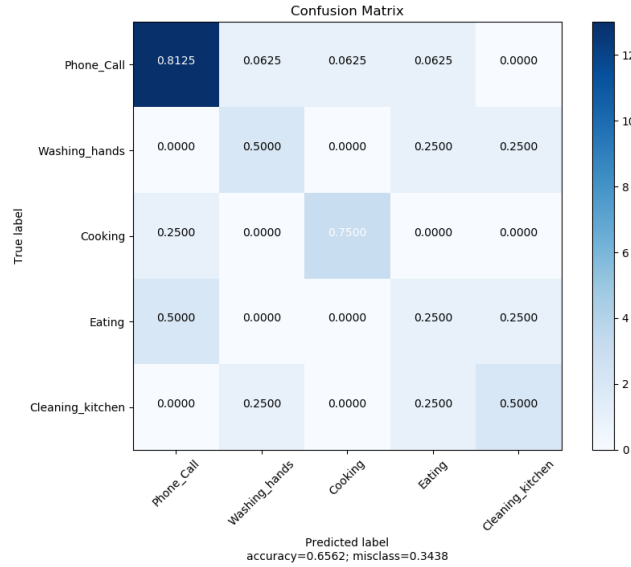 Confusion Matrix
Phone_Call 0.8125 0.0625 0.0625 0.0625 0.0000
Washing_hands 0.0000 0.5000 0.0000 0.2500 0.2500
Cooking 0.2500 0.0000 0.7500 0.0000 0.0000
Eating 0.5000 0.0000 0.0000 0.2500 0.2500
Cleaning_kitchen 0.0000 0.2500 0.0000 0.2500 0.5000
True label
Phone_Call Washing_hands Cooking Eating Cleaning_kitchen
Predicted label
accuracy=0.6562; misclass=0.3438
12
10
8
6
4
2
0